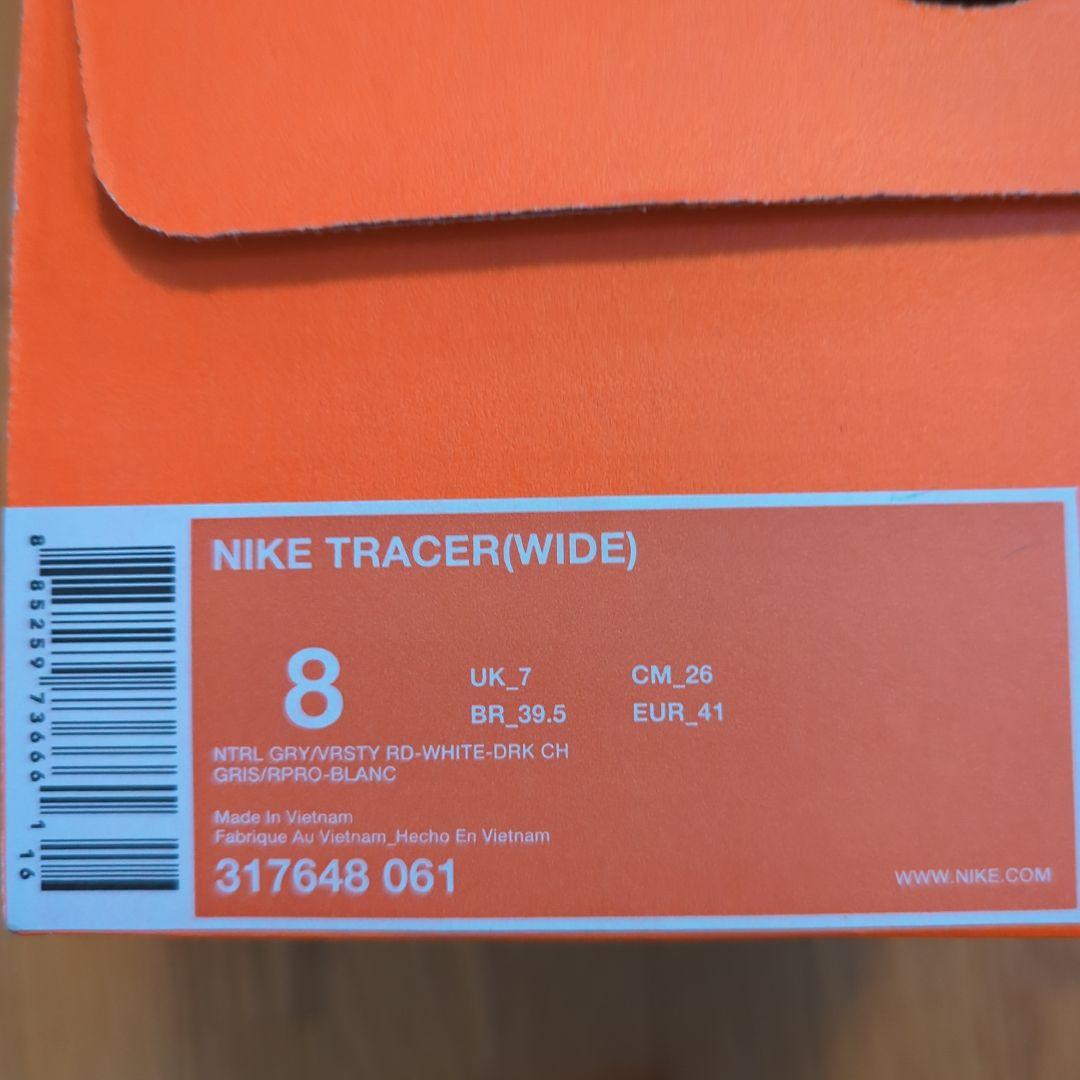 NIKE TRACER(WIDE)
8
UK_7 CM_26
BR_39.5 EUR_41
NTRL GRY/VRSTY RD-WHITE-DRK CH
GRIS/RPRO-BLANC
Made In Vietnam
Fabrique Au Vietnam_Hecho En Vietnam
317648 061
WWW.NIKE.COM
8 85259 73666 1 16